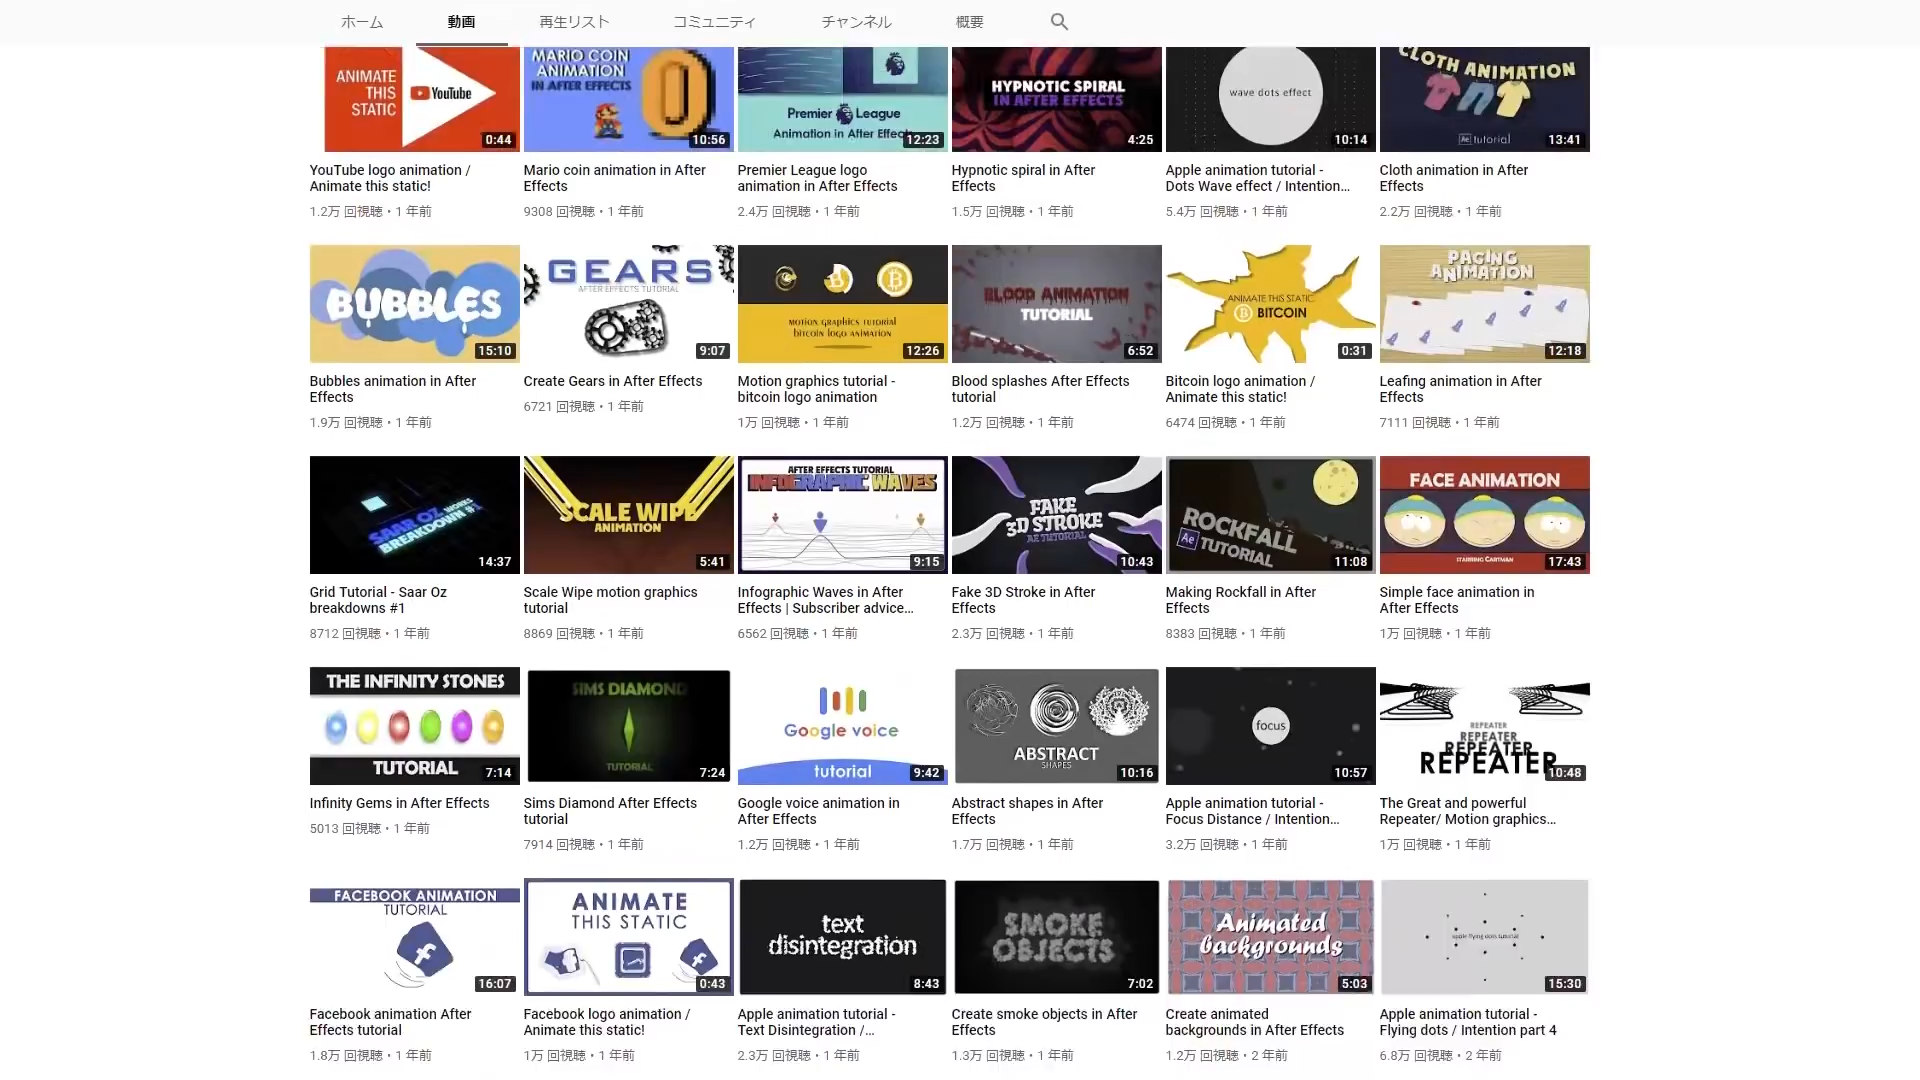 ホーム
動画
再生リスト
コミュニティ
チャンネル
概要
ANIMATE
THIS
STATIC
YouTube
0:44
MARIO COIN
ANIMATION
IN AFTER EFFECTS
10:56
Premier League
Animation in After Effects
12:23
HYPNOTIC SPIRAL
IN AFTER EFFECTS
4:25
wave dots effect
10:14
CLOTH ANIMATION
Ae tutorial
13:41
YouTube logo animation /
Animate this static!
1.2万 回視聴・1 年前
Mario coin animation in After
Effects
9308 回視聴・1 年前
Premier League logo
animation in After Effects
2.4万 回視聴・1 年前
Hypnotic spiral in After
Effects
1.5万 回視聴・1 年前
Apple animation tutorial -
Dots Wave effect / Intention…
5.4万 回視聴・1 年前
Cloth animation in After
Effects
2.2万 回視聴・1 年前
BUBBLES
15:10
GEARS
AFTER EFFECTS TUTORIAL
9:07
MOTION GRAPHICS TUTORIAL
BITCOIN LOGO ANIMATION
12:26
BLOOD ANIMATION
TUTORIAL
6:52
ANIMATE THIS STATIC
BITCOIN
0:31
PAGING
ANIMATION
12:18
Bubbles animation in After
Effects
1.9万 回視聴・1 年前
Create Gears in After Effects
6721 回視聴・1 年前
Motion graphics tutorial -
bitcoin logo animation
1万 回視聴・1 年前
Blood splashes After Effects
tutorial
1.2万 回視聴・1 年前
Bitcoin logo animation /
Animate this static!
6474 回視聴・1 年前
Leafing animation in After
Effects
7111 回視聴・1 年前
SAAR OZ WORKS
BREAKDOWN #1
14:37
SCALE WIPE
ANIMATION
5:41
AFTER EFFECTS TUTORIAL
INFOGRAPHIC WAVES
9:15
FAKE
3D STROKE
AE TUTORIAL
10:43
ROCKFALL
Ae TUTORIAL
11:08
FACE ANIMATION
STARRING CARTMAN
17:43
Grid Tutorial - Saar Oz
breakdowns #1
8712 回視聴・1 年前
Scale Wipe motion graphics
tutorial
8869 回視聴・1 年前
Infographic Waves in After
Effects | Subscriber advice…
6562 回視聴・1 年前
Fake 3D Stroke in After
Effects
2.3万 回視聴・1 年前
Making Rockfall in After
Effects
8383 回視聴・1 年前
Simple face animation in
After Effects
1万 回視聴・1 年前
THE INFINITY STONES
TUTORIAL
7:14
SIMS DIAMOND
TUTORIAL
7:24
Google voice
tutorial
9:42
ABSTRACT
SHAPES
10:16
focus
10:57
REPEATER
REPEATER
REPEATER
REPEATER
10:48
Infinity Gems in After Effects
5013 回視聴・1 年前
Sims Diamond After Effects
tutorial
7914 回視聴・1 年前
Google voice animation in
After Effects
1.2万 回視聴・1 年前
Abstract shapes in After
Effects
1.7万 回視聴・1 年前
Apple animation tutorial -
Focus Distance / Intention…
3.2万 回視聴・1 年前
The Great and powerful
Repeater/ Motion graphics…
1万 回視聴・1 年前
FACEBOOK ANIMATION
TUTORIAL
16:07
ANIMATE
THIS STATIC
0:43
text
disintegration
8:43
SMOKE
OBJECTS
7:02
Animated
backgrounds
5:03
apple flying dots tutorial
15:30
Facebook animation After
Effects tutorial
1.8万 回視聴・1 年前
Facebook logo animation /
Animate this static!
1万 回視聴・1 年前
Apple animation tutorial -
Text Disintegration /…
2.3万 回視聴・1 年前
Create smoke objects in After
Effects
1.3万 回視聴・1 年前
Create animated
backgrounds in After Effects
1.2万 回視聴・2 年前
Apple animation tutorial -
Flying dots / Intention part 4
6.8万 回視聴・2 年前